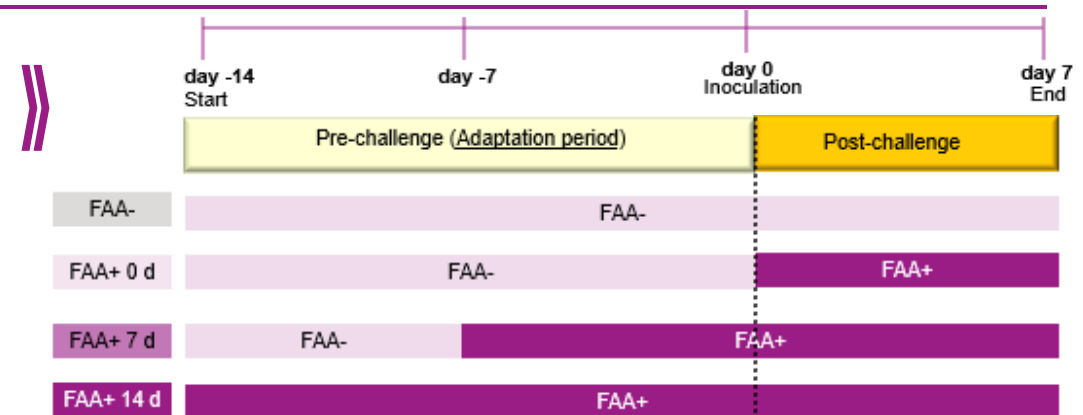 day -14
Start
day -7
day 0
Inoculation
day 7
End
Pre-challenge (Adaptation period)
Post-challenge
FAA-
FAA-
FAA+ 0 d
FAA-
FAA+
FAA+ 7 d
FAA-
FAA+
FAA+ 14 d
FAA+